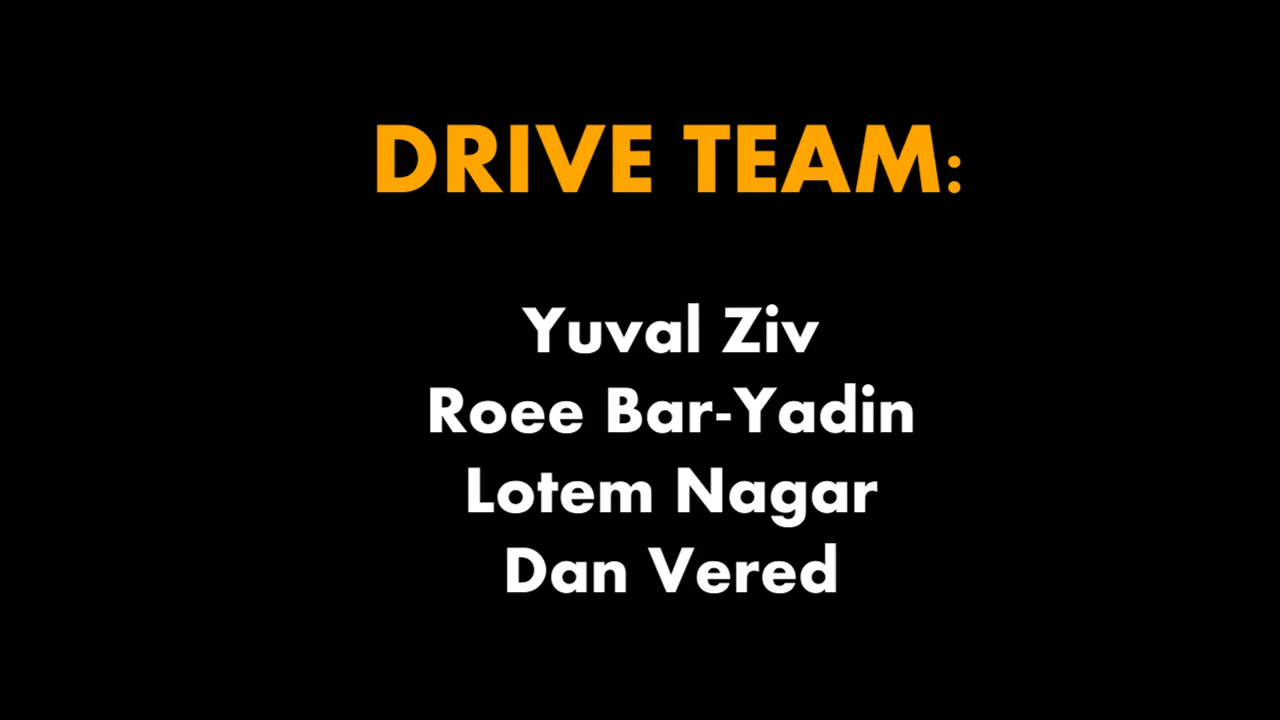 DRIVE TEAM:
Yuval Ziv
Roee Bar-Yadin
Lotem Nagar
Dan Vered